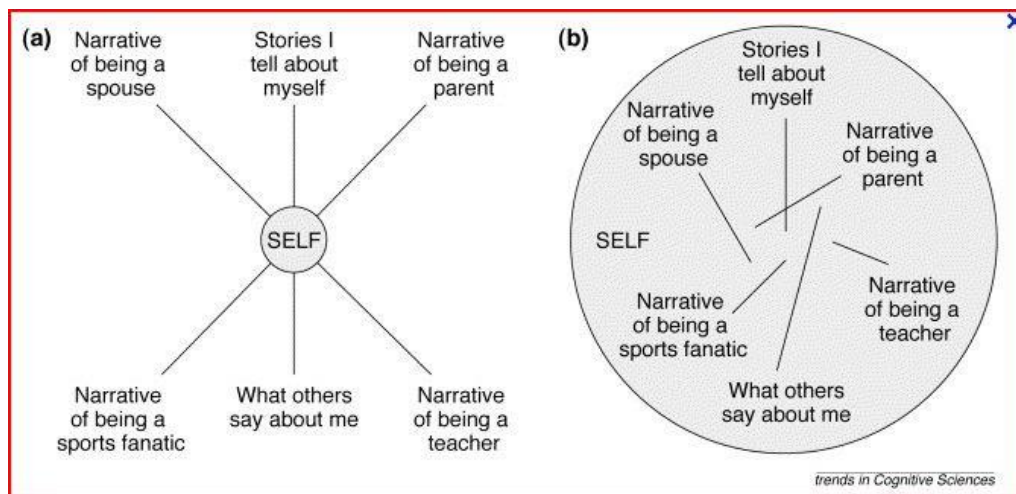 (a)
Narrative
of being a
spouse
Stories I
tell about
myself
Narrative
of being a
parent
SELF
Narrative
of being a
sports fanatic
What others
say about me
Narrative
of being a
teacher
(b)
Stories I
tell about
myself
Narrative
of being a
spouse
Narrative
of being a
parent
SELF
Narrative
of being a
sports fanatic
Narrative
of being a
teacher
What others
say about me
trends in Cognitive Sciences